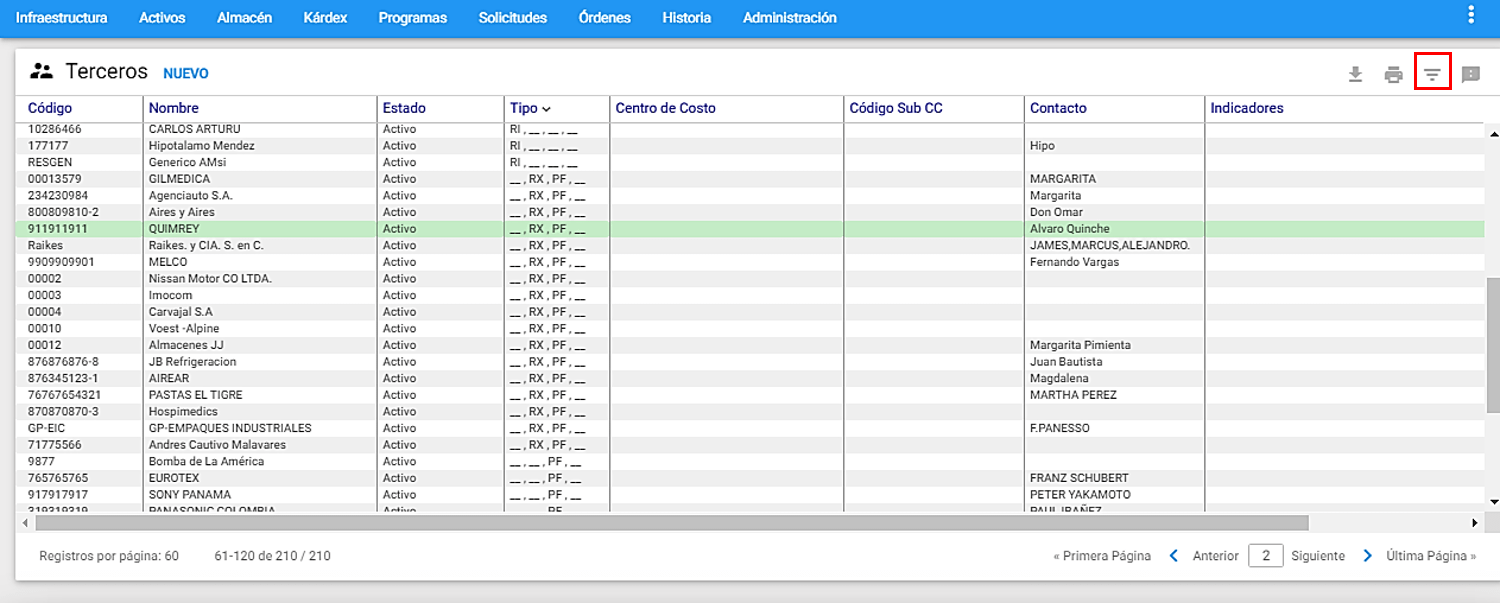 Infraestructura Activos Almacén Kárdex Programas Solicitudes Órdenes Historia Administración
Terceros NUEVO
Código Nombre Estado Tipo Centro de Costo Código Sub CC Contacto Indicadores
10286466 CARLOS ARTURU Activo RI , __ , __ , __
177177 Hipotalamo Mendez Activo RI , __ , __ , __ Hipo
RESGEN Generico AMsi Activo RI , __ , __ , __
00013579 GILMEDICA Activo __ , RX , PF , __ MARGARITA
234230984 Agenciauto S.A. Activo __ , RX , PF , __ Margarita
800809810-2 Aires y Aires Activo __ , RX , PF , __ Don Omar
911911911 QUIMREY Activo __ , RX , PF , __ Alvaro Quinche
Raikes Raikes. y CIA. S. en C. Activo __ , RX , PF , __ JAMES,MARCUS,ALEJANDRO.
9909909901 MELCO Activo __ , RX , PF , __ Fernando Vargas
00002 Nissan Motor CO LTDA. Activo __ , RX , PF , __
00003 Imocom Activo __ , RX , PF , __
00004 Carvajal S.A Activo __ , RX , PF , __
00010 Voest -Alpine Activo __ , RX , PF , __
00012 Almacenes JJ Activo __ , RX , PF , __ Margarita Pimienta
876876876-8 JB Refrigeracion Activo __ , RX , PF , __ Juan Bautista
876345123-1 AIREAR Activo __ , RX , PF , __ Magdalena
76767654321 PASTAS EL TIGRE Activo __ , RX , PF , __ MARTHA PEREZ
870870870-3 Hospimedics Activo __ , RX , PF , __
GP-EIC GP-EMPAQUES INDUSTRIALES Activo __ , RX , PF , __ F.PANESSO
71775566 Andres Cautivo Malavares Activo __ , RX , PF , __
9877 Bomba de La América Activo __ , __ , PF , __
765765765 EUROTEX Activo __ , __ , PF , __ FRANZ SCHUBERT
917917917 SONY PANAMA Activo __ , __ , PF , __ PETER YAKAMOTO
319319319 PANASONIC COLOMBIA Activo PF PAUL IBAÑEZ
Registros por página: 60 61-120 de 210 / 210 « Primera Página Anterior 2 Siguiente Última Página »